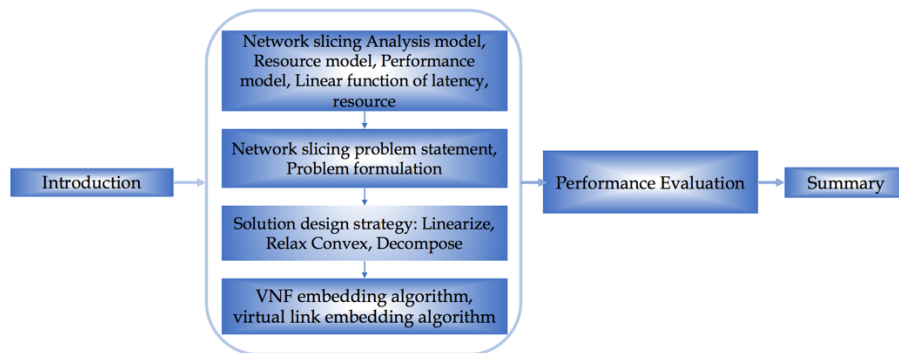 Introduction
Network slicing Analysis model,
Resource model, Performance
model, Linear function of latency,
resource
Network slicing problem statement,
Problem formulation
Solution design strategy: Linearize,
Relax Convex, Decompose
VNF embedding algorithm,
virtual link embedding algorithm
Performance Evaluation
Summary